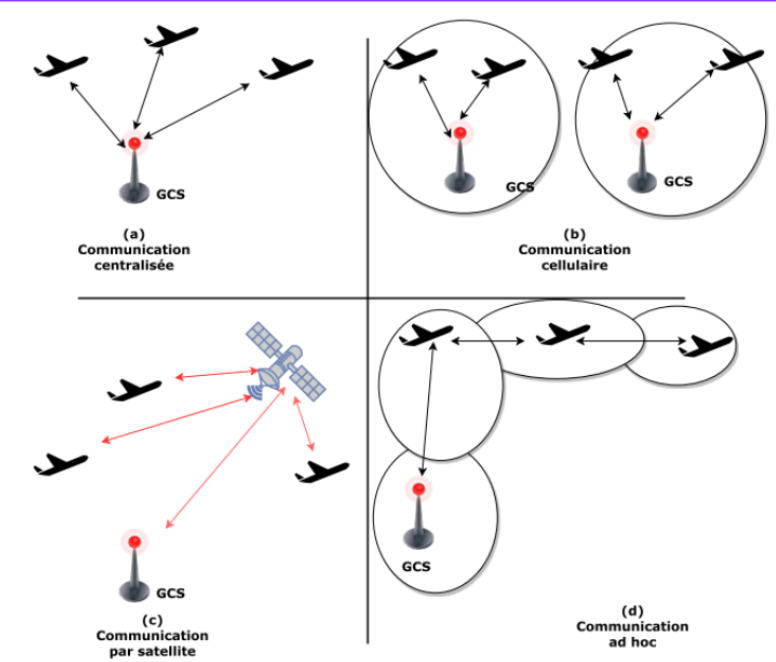 GCS
(a)
Communication
centralisée
GCS
GCS
(b)
Communication
cellulaire
GCS
(c)
Communication
par satellite
GCS
(d)
Communication
ad hoc